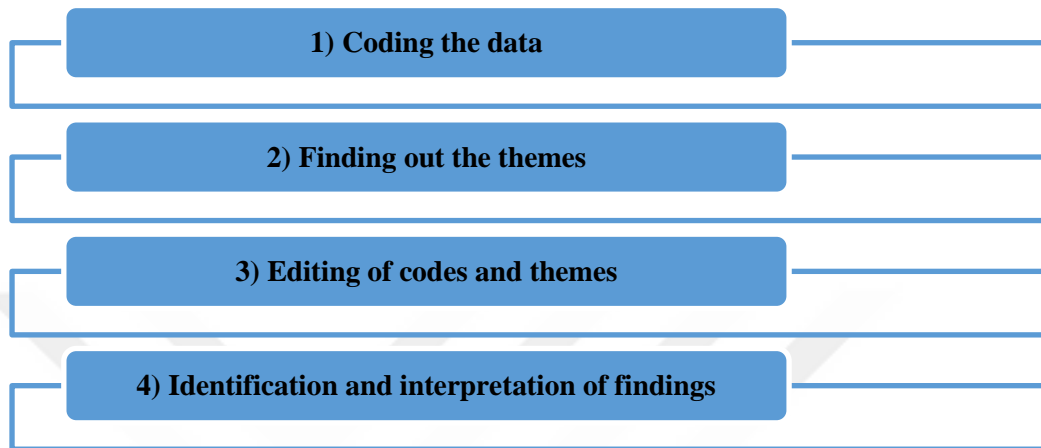 1) Coding the data
2) Finding out the themes
3) Editing of codes and themes
4) Identification and interpretation of findings